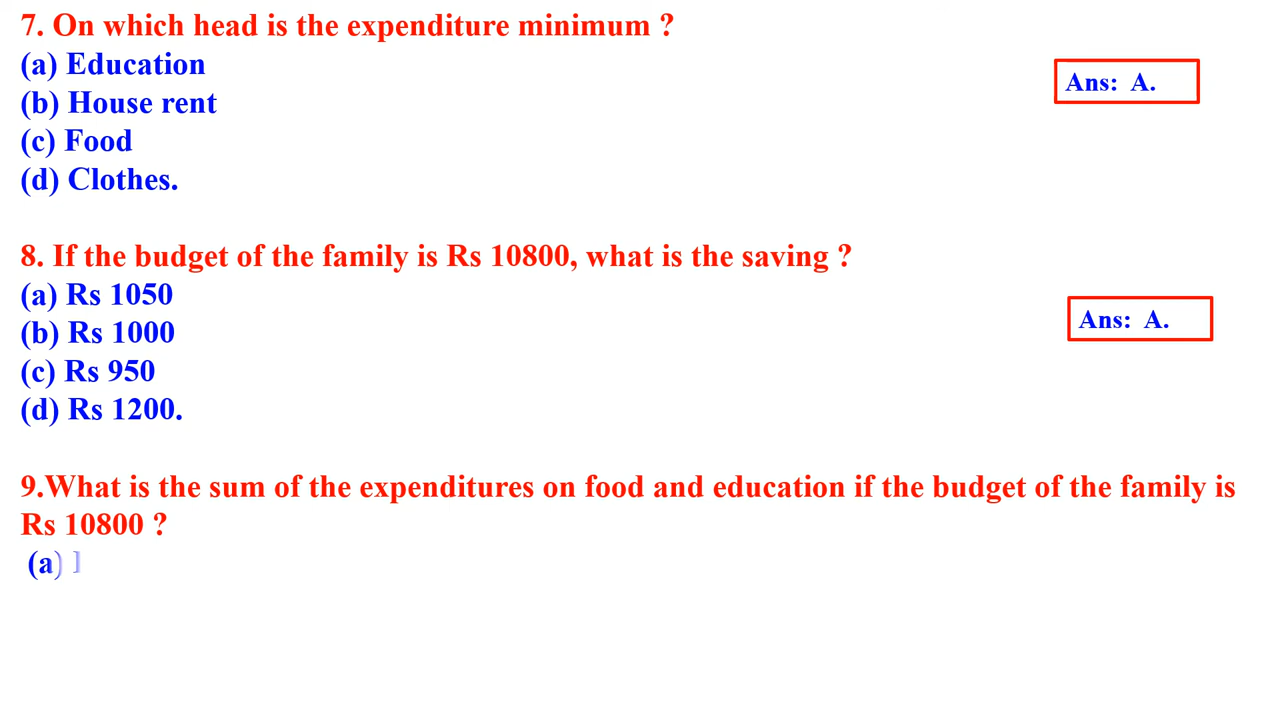 7. On which head is the expenditure minimum ?
(a) Education
Ans: A.
(b) House rent
(c) Food
(d) Clothes.
8. If the budget of the family is Rs 10800, what is the saving ?
(a) Rs 1050
Ans: A.
(b) Rs 1000
(c) Rs 950
(d) Rs 1200.
9.What is the sum of the expenditures on food and education if the budget of the family is
Rs 10800 ?
(a)